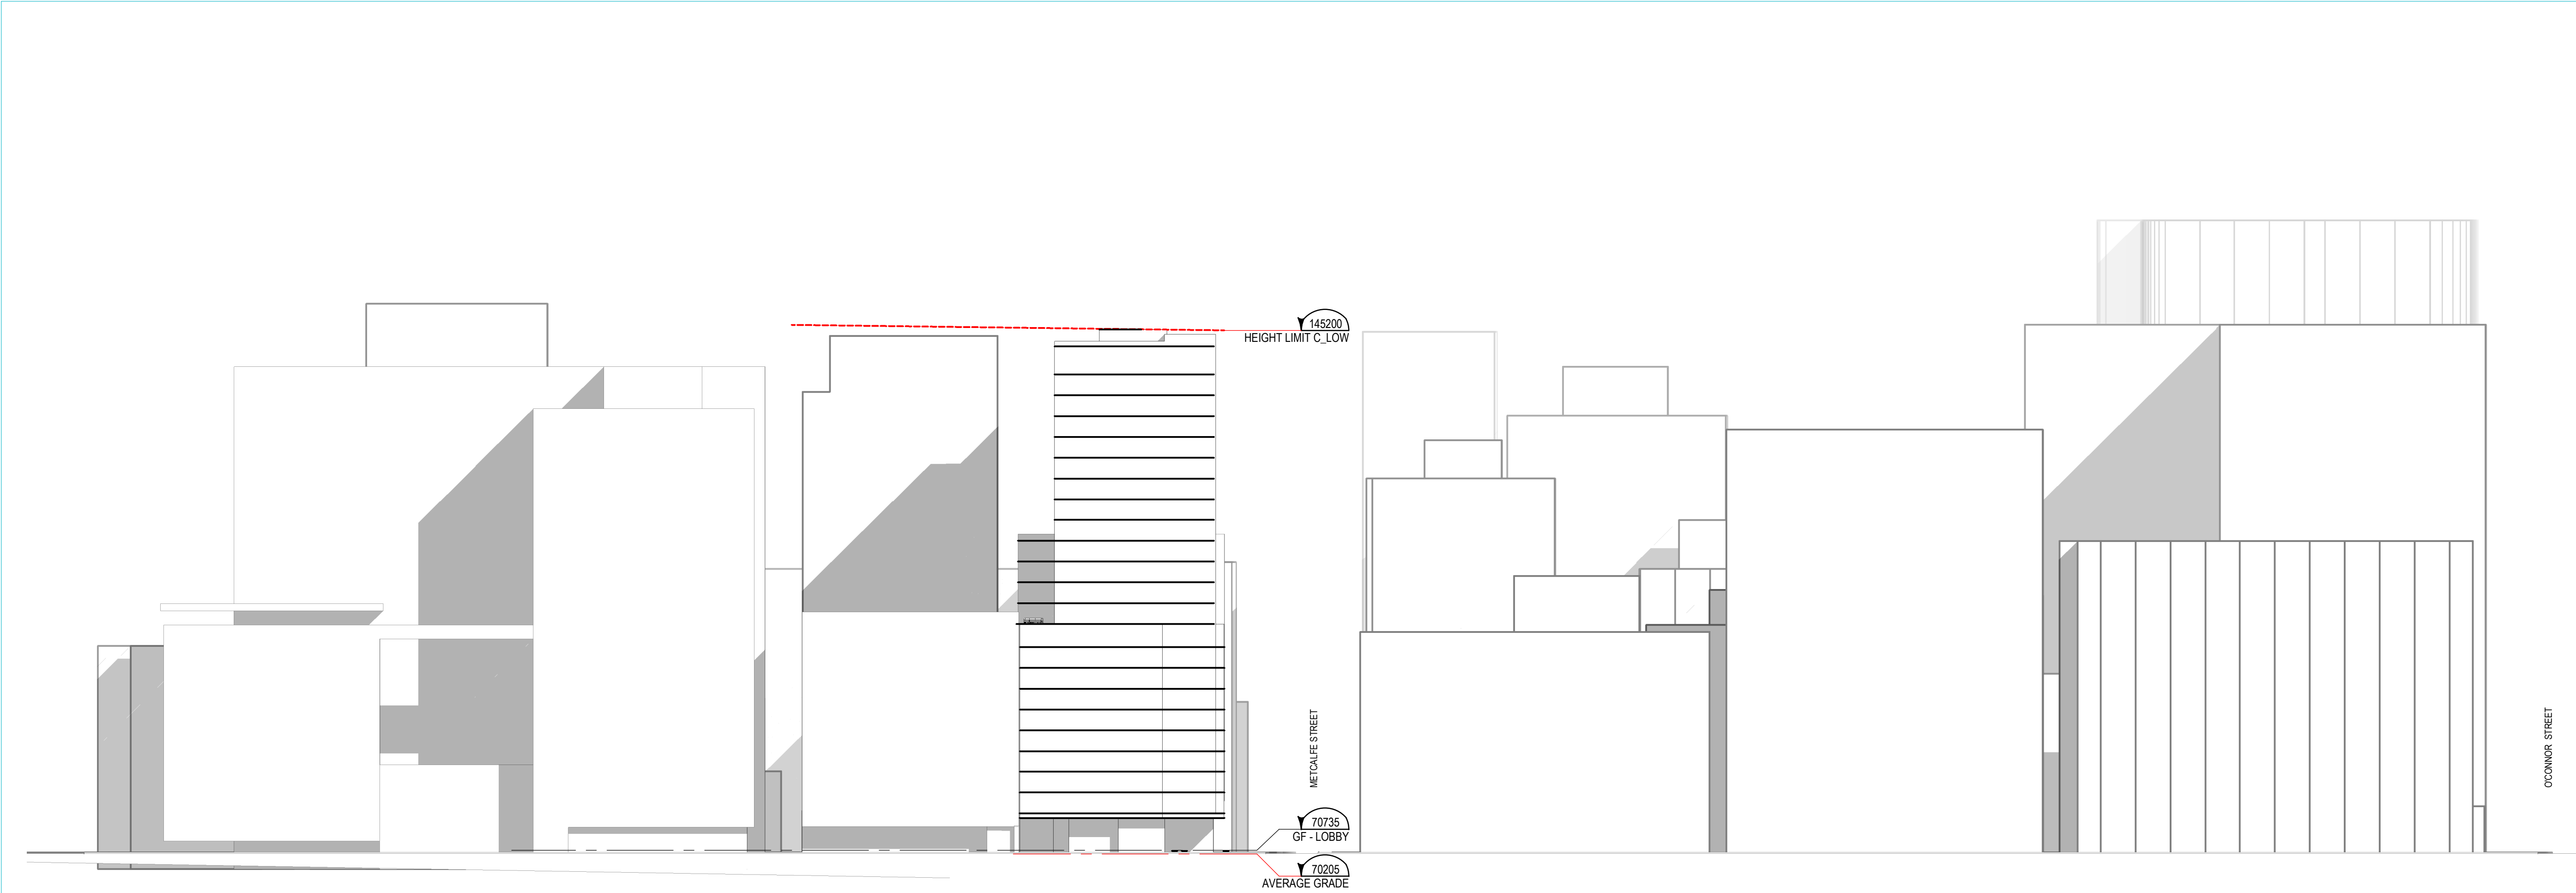 145200
HEIGHT LIMIT C_LOW
METCALFE STREET
O'CONNOR STREET
70735
GF - LOBBY
70205
AVERAGE GRADE